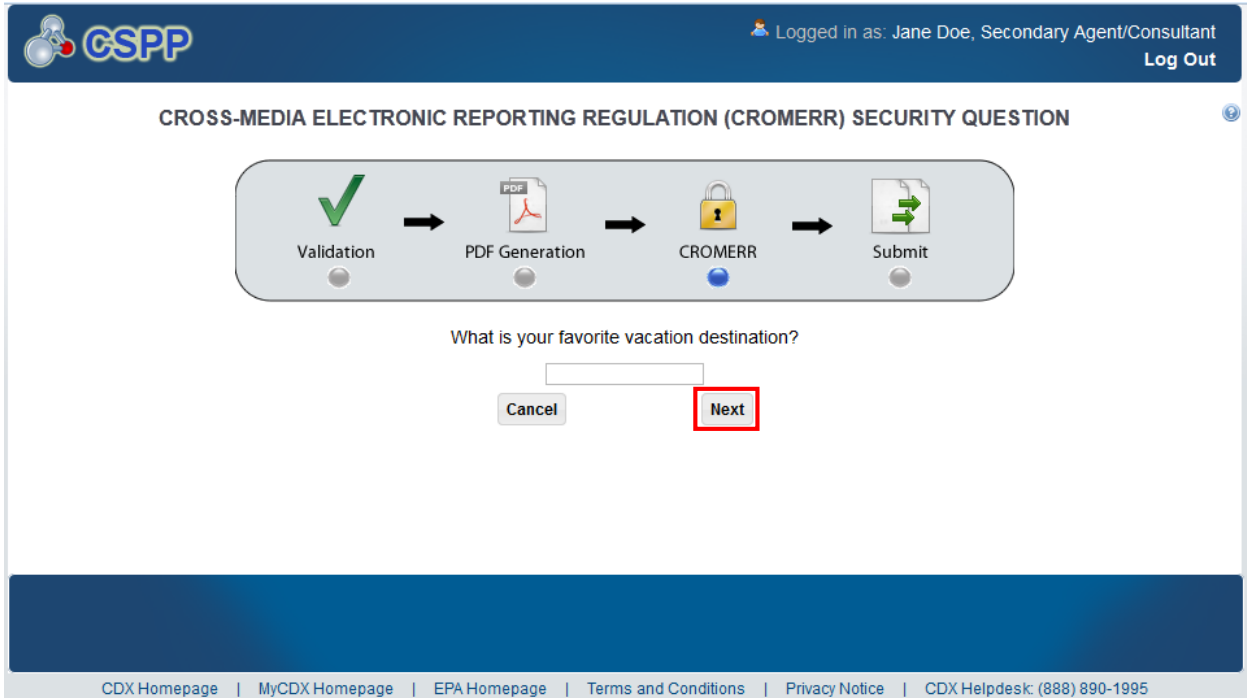 CSPP
Logged in as: Jane Doe, Secondary Agent/Consultant
Log Out
CROSS-MEDIA ELECTRONIC REPORTING REGULATION (CROMERR) SECURITY QUESTION
?
PDF
Validation
PDF Generation
CROMERR
Submit
What is your favorite vacation destination?
Cancel
Next
CDX Homepage | MyCDX Homepage | EPA Homepage | Terms and Conditions | Privacy Notice | CDX Helpdesk: (888) 890-1995